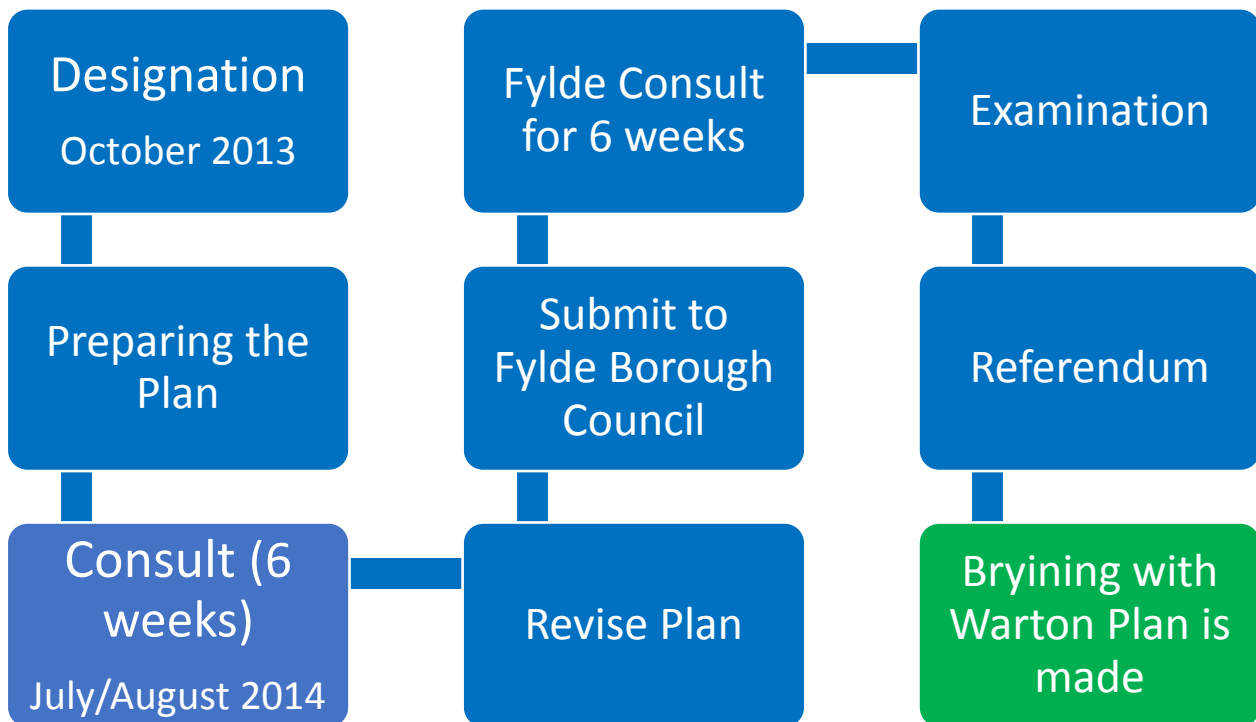 Designation
October 2013
Preparing the
Plan
Consult (6
weeks)
July/August 2014
Revise Plan
Submit to
Fylde Borough
Council
Fylde Consult
for 6 weeks
Examination
Referendum
Bryining with
Warton Plan is
made